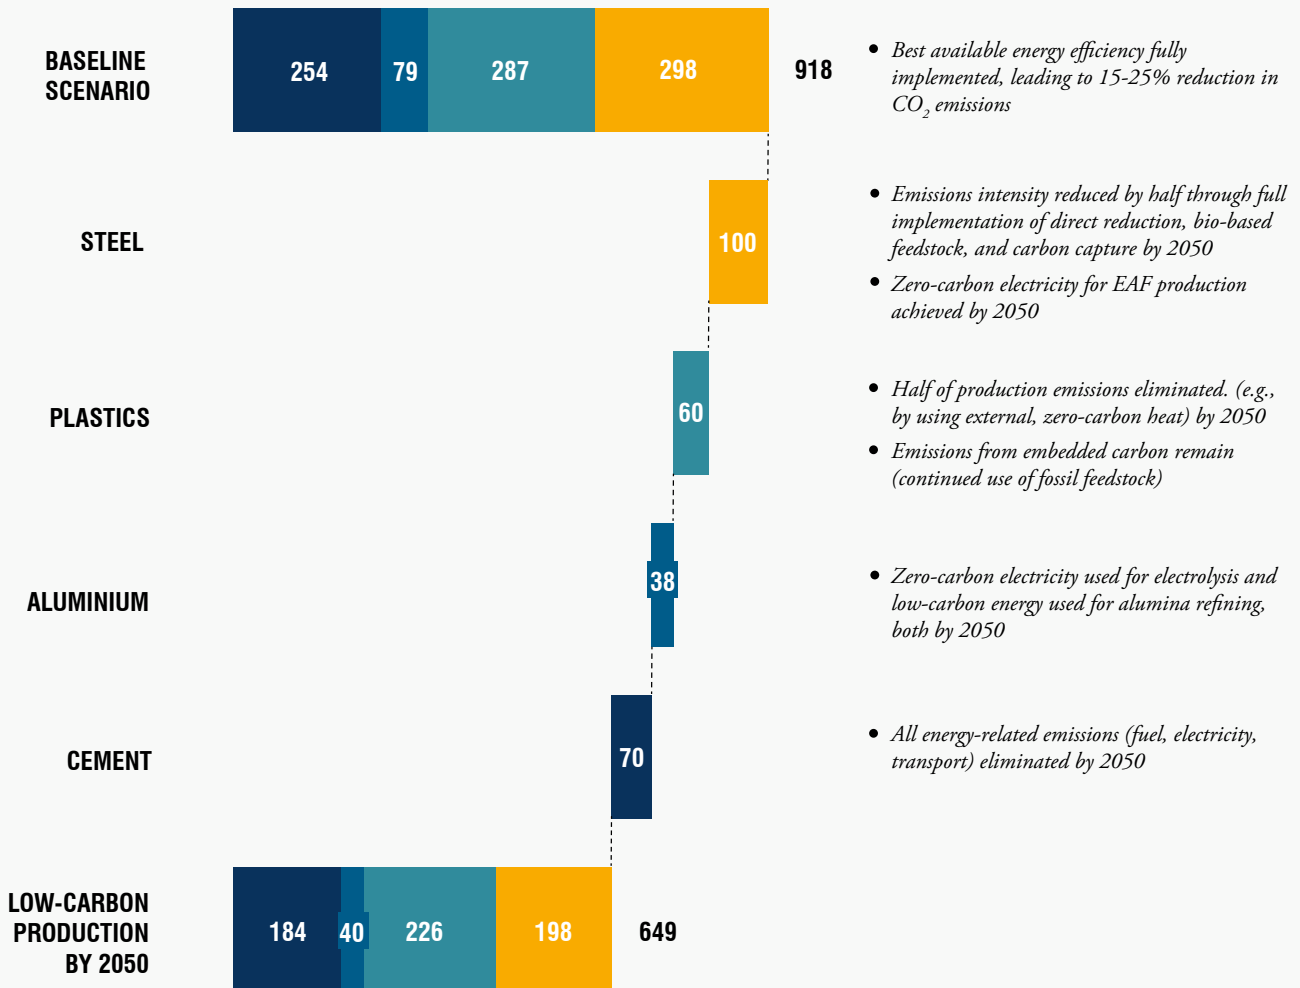 BASELINE
SCENARIO
254
79
287
298
918
• Best available energy efficiency fully
implemented, leading to 15-25% reduction in
CO2 emissions
STEEL
100
• Emissions intensity reduced by half through full
implementation of direct reduction, bio-based
feedstock, and carbon capture by 2050
• Zero-carbon electricity for EAF production
achieved by 2050
PLASTICS
60
• Half of production emissions eliminated. (e.g.,
by using external, zero-carbon heat) by 2050
• Emissions from embedded carbon remain
(continued use of fossil feedstock)
ALUMINIUM
38
• Zero-carbon electricity used for electrolysis and
low-carbon energy used for alumina refining,
both by 2050
CEMENT
70
• All energy-related emissions (fuel, electricity,
transport) eliminated by 2050
LOW-CARBON
PRODUCTION
BY 2050
184
40
226
198
649